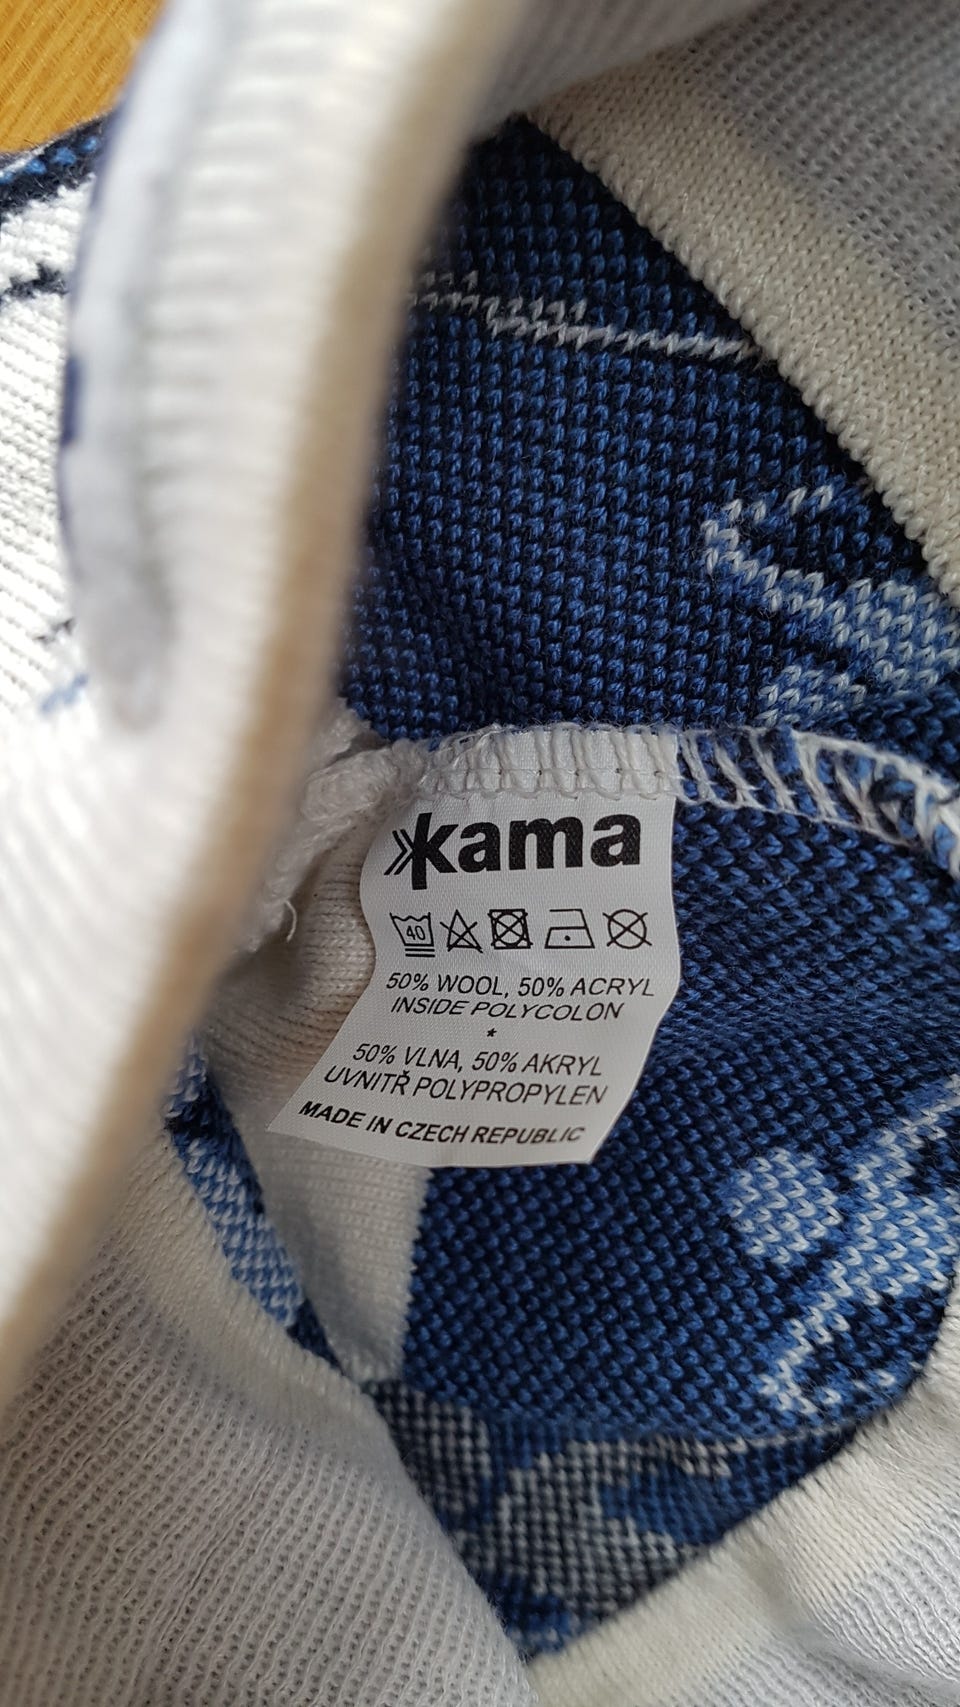 kama
40
50% WOOL, 50% ACRYL
INSIDE POLYCOLON
*
50% VLNA, 50% AKRYL
UVNITŘ POLYPROPYLEN
MADE IN CZECH REPUBLIC